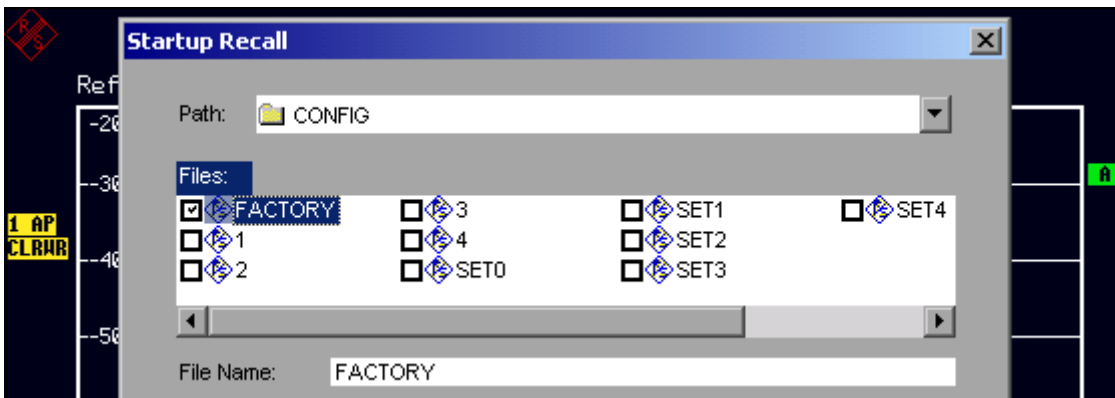 R
S
Startup Recall
Ref
Path: CONFIG
-20
Files:
-30
A
FACTORY 3 SET1 SET4
1 AP
1 4 SET2
CLRWR
-40
2 SET0 SET3
-50
File Name: FACTORY